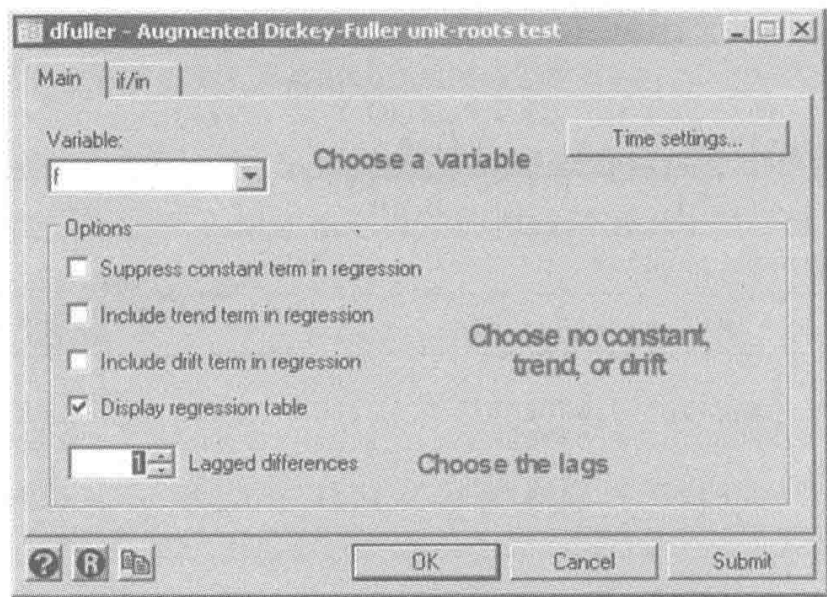 dfuller - Augmented Dickey-Fuller unit-roots test
Main if/in
Variable:
f
Choose a variable
Time settings...
Options
Suppress constant term in regression
Include trend term in regression
Include drift term in regression
Choose no constant,
trend, or drift
Display regression table
1 Lagged differences
Choose the lags
? R
OK Cancel Submit